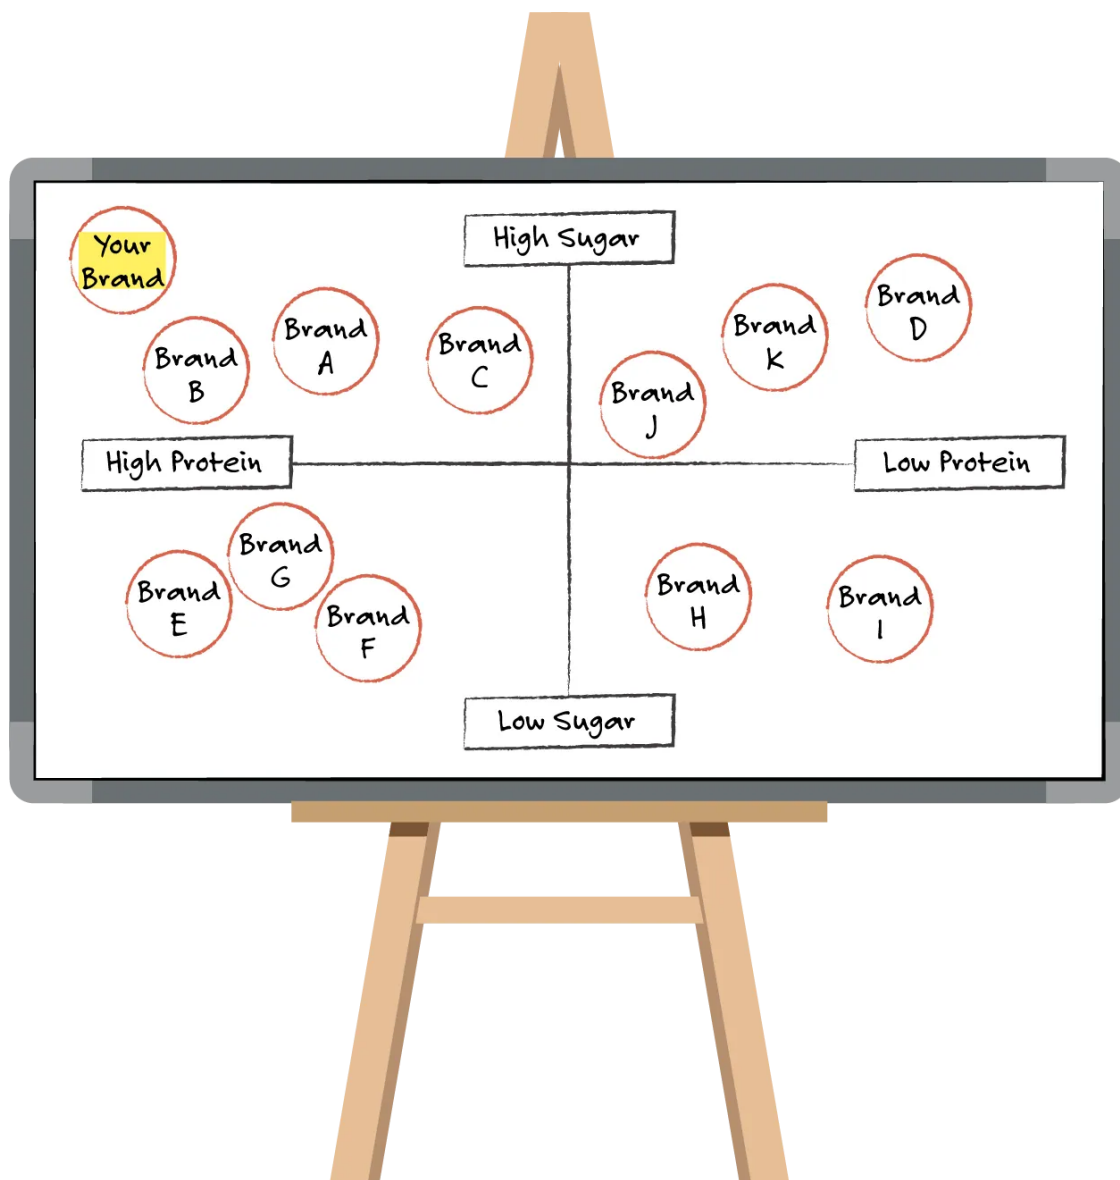 Your
Brand
High Sugar
Brand
D
Brand
A
Brand
K
Brand
B
Brand
C
Brand
J
High Protein
Low Protein
Brand
G
Brand
E
Brand
F
Brand
H
Brand
I
Low Sugar